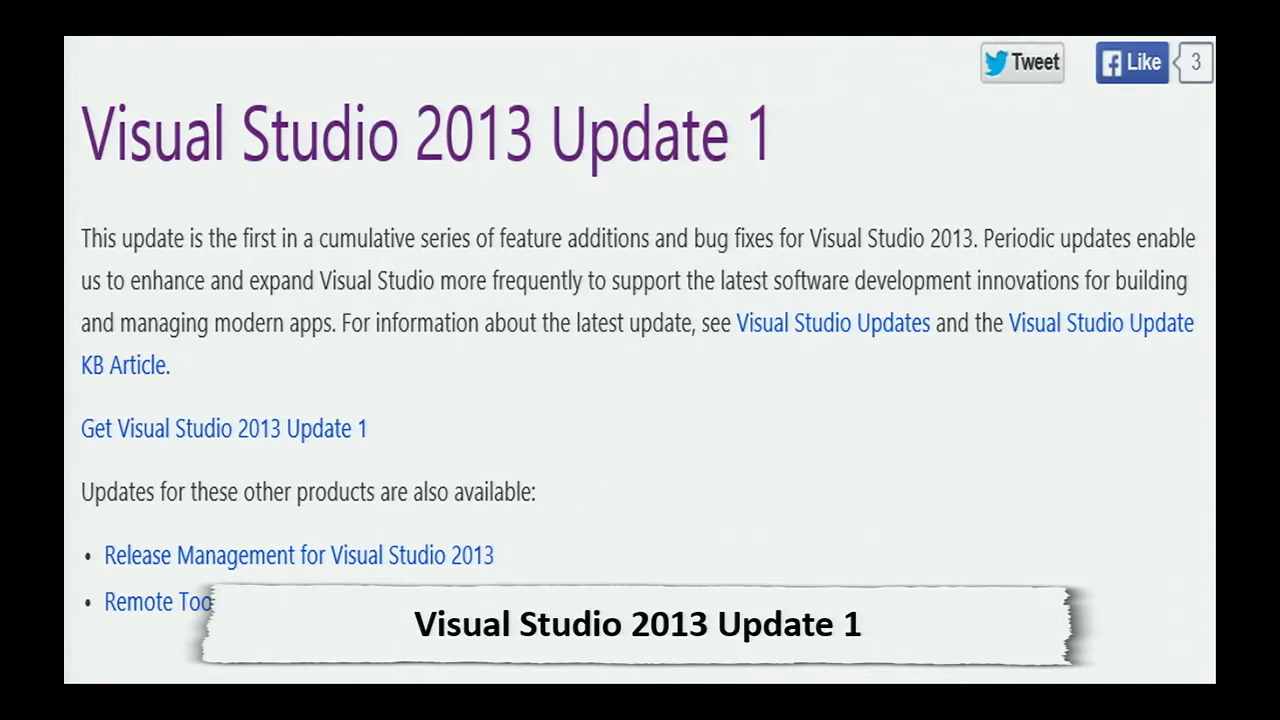 Tweet
Like
3
Visual Studio 2013 Update 1
This update is the first in a cumulative series of feature additions and bug fixes for Visual Studio 2013. Periodic updates enable
us to enhance and expand Visual Studio more frequently to support the latest software development innovations for building
and managing modern apps. For information about the latest update, see Visual Studio Updates and the Visual Studio Update
KB Article.
Get Visual Studio 2013 Update 1
Updates for these other products are also available:
• Release Management for Visual Studio 2013
• Remote
Visual Studio 2013 Update 1